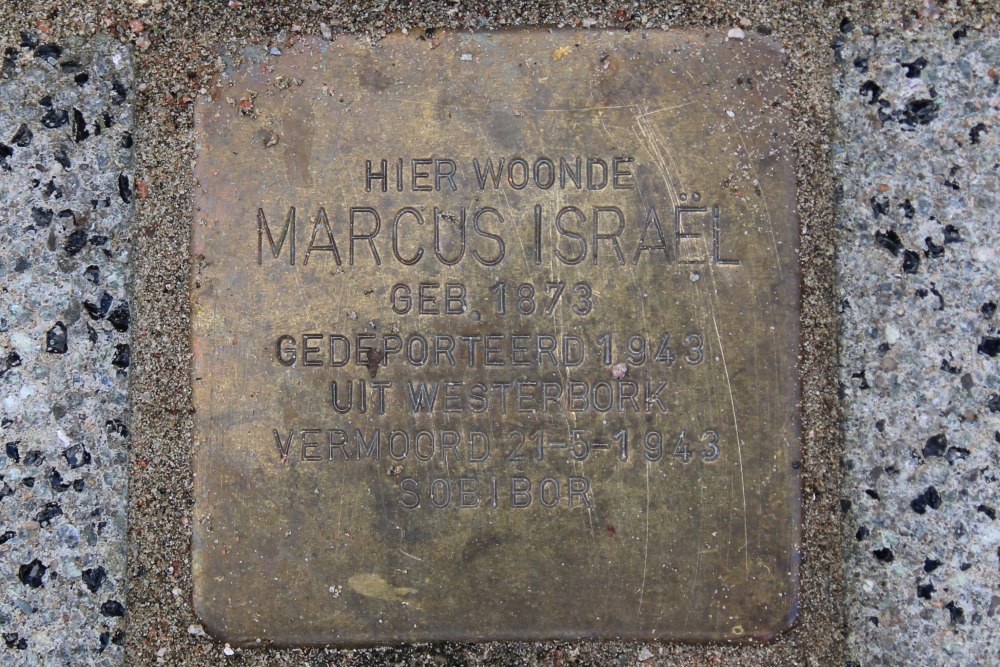 HIER WOONDE
MARCUS ISRAËL
GEB. 1873
GEDEPORTEERD 1943
UIT WESTERBORK
VERMOORD 21-5-1943
SOBIBOR